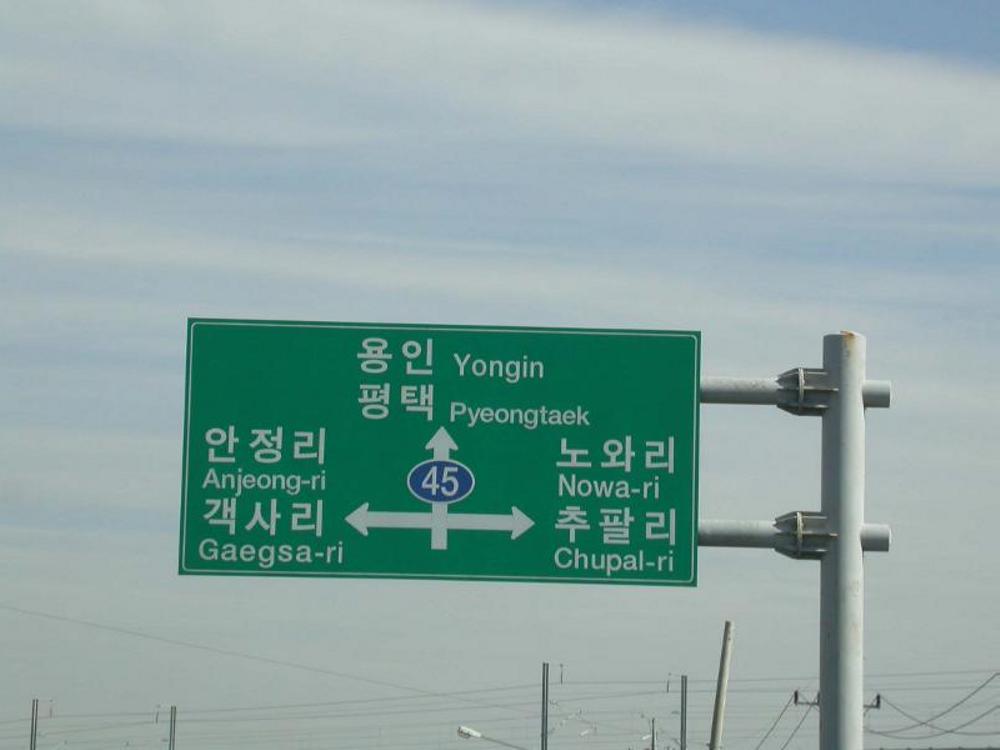 용인 Yongin
평택 Pyeongtaek
안정리
Anjeong-ri
객사리
Gaegsa-ri
45
노와리
Nowa-ri
추팔리
Chupal-ri